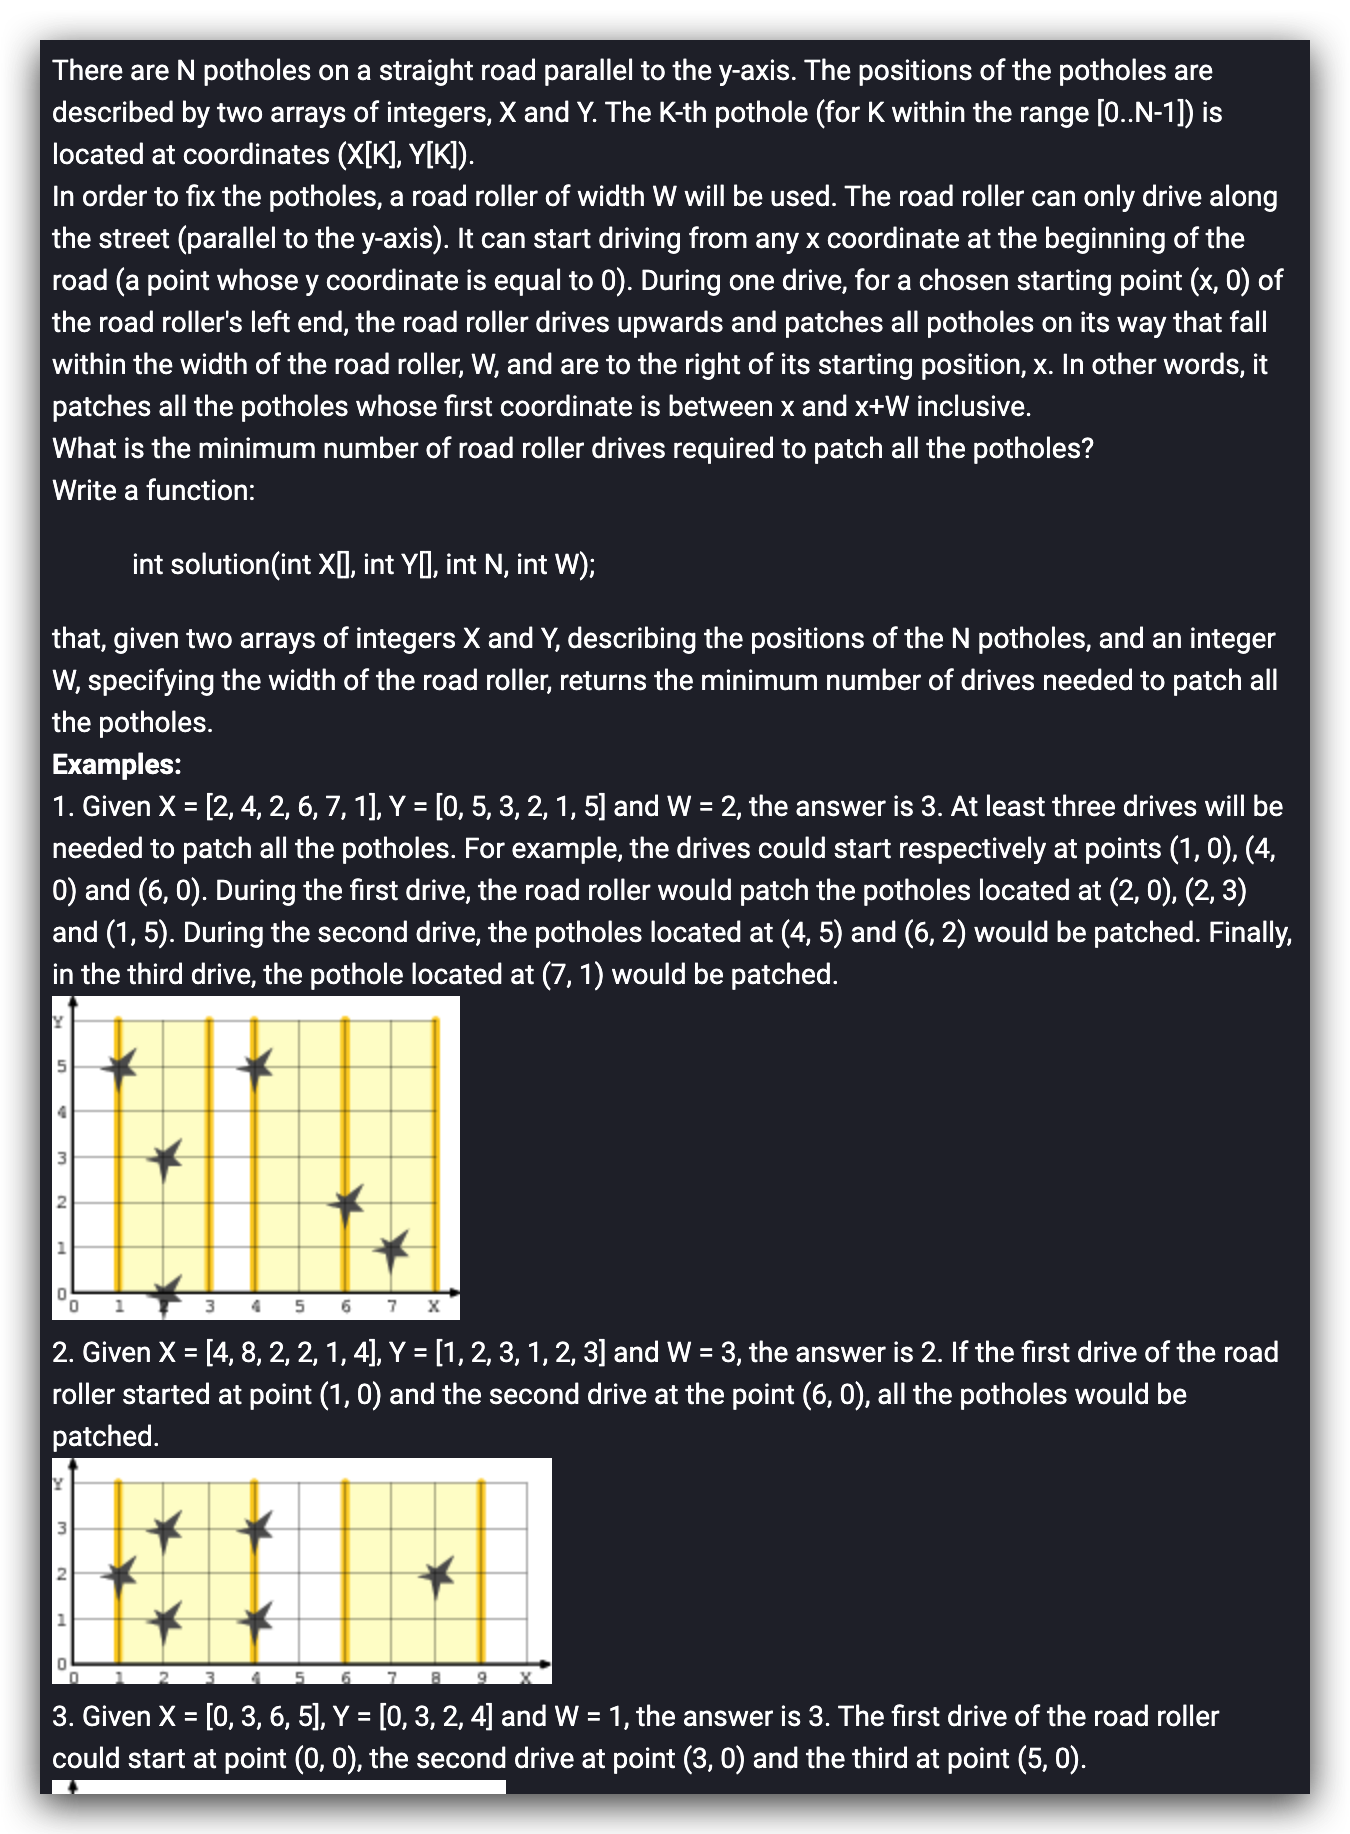 There are N potholes on a straight road parallel to the y-axis. The positions of the potholes are
described by two arrays of integers, X and Y. The K-th pothole (for K within the range [0..N-1]) is
located at coordinates (X[K], Y[K]).
In order to fix the potholes, a road roller of width W will be used. The road roller can only drive along
the street (parallel to the y-axis). It can start driving from any x coordinate at the beginning of the
road (a point whose y coordinate is equal to 0). During one drive, for a chosen starting point (x, 0) of
the road roller's left end, the road roller drives upwards and patches all potholes on its way that fall
within the width of the road roller, W, and are to the right of its starting position, x. In other words, it
patches all the potholes whose first coordinate is between x and x+W inclusive.
What is the minimum number of road roller drives required to patch all the potholes?
Write a function:
int solution(int X[], int Y[], int N, int W);
that, given two arrays of integers X and Y, describing the positions of the N potholes, and an integer
W, specifying the width of the road roller, returns the minimum number of drives needed to patch all
the potholes.
Examples:
1. Given X = [2, 4, 2, 6, 7, 1], Y = [0, 5, 3, 2, 1, 5] and W = 2, the answer is 3. At least three drives will be
needed to patch all the potholes. For example, the drives could start respectively at points (1, 0), (4,
0) and (6, 0). During the first drive, the road roller would patch the potholes located at (2, 0), (2, 3)
and (1, 5). During the second drive, the potholes located at (4, 5) and (6, 2) would be patched. Finally,
in the third drive, the pothole located at (7, 1) would be patched.
Y
5
4
3
2
1
0
0 1 2 3 4 5 6 7 X
2. Given X = [4, 8, 2, 2, 1, 4], Y = [1, 2, 3, 1, 2, 3] and W = 3, the answer is 2. If the first drive of the road
roller started at point (1, 0) and the second drive at the point (6, 0), all the potholes would be
patched.
Y
3
2
1
0
0 1 2 3 4 5 6 7 8 9 X
3. Given X = [0, 3, 6, 5], Y = [0, 3, 2, 4] and W = 1, the answer is 3. The first drive of the road roller
could start at point (0, 0), the second drive at point (3, 0) and the third at point (5, 0).